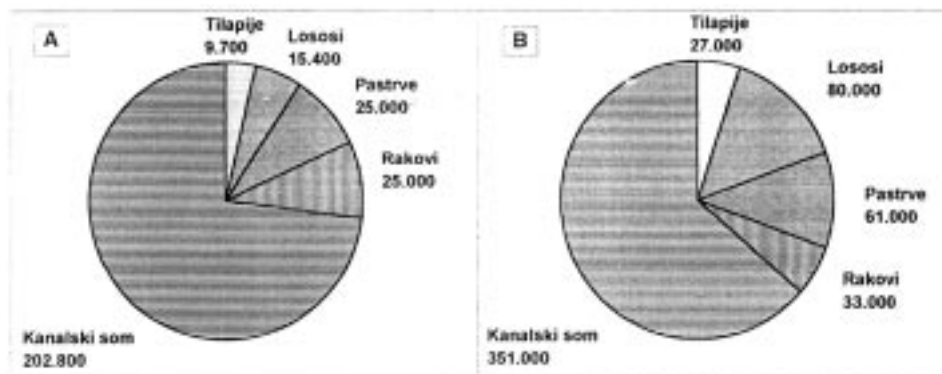 A
Tilapije
9.700
Lososi
15.400
Pastrve
25.000
Rakovi
25.000
Kanalski som
202.800
B
Tilapije
27.000
Lososi
80.000
Pastrve
61.000
Rakovi
33.000
Kanalski som
351.000